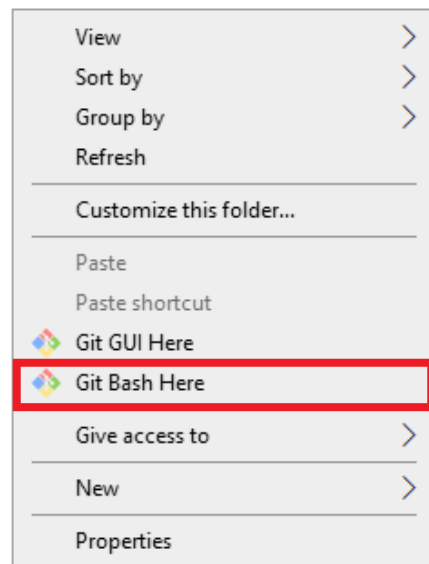 View
Sort by
Group by
Refresh
Customize this folder...
Paste
Paste shortcut
Git GUI Here
Git Bash Here
Give access to
New
Properties